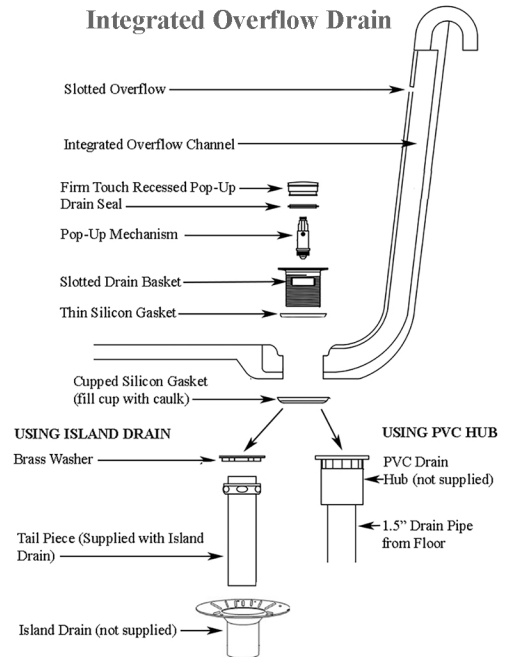 Integrated Overflow Drain
Slotted Overflow
Integrated Overflow Channel
Firm Touch Recessed Pop-Up
Drain Seal
Pop-Up Mechanism
Slotted Drain Basket
Thin Silicon Gasket
Cupped Silicon Gasket
(fill cup with caulk)
USING ISLAND DRAIN
Brass Washer
Tail Piece (Supplied with Island
Drain)
Island Drain (not supplied)
USING PVC HUB
PVC Drain
Hub (not supplied)
1.5” Drain Pipe
from Floor